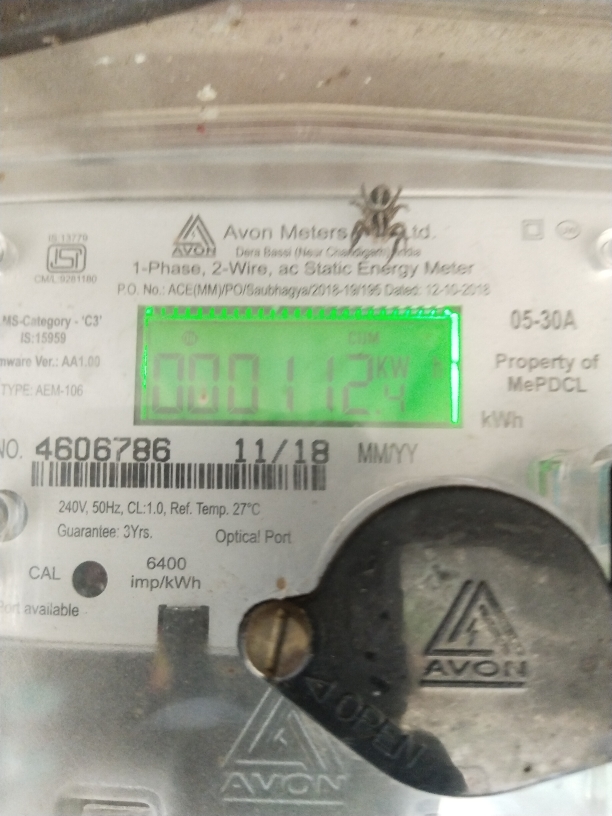 IS:13779
ISI
CM/L:9281180
AVON
Avon Meters Ltd.
Dera Bassi (Near Chandigarh) India
1-Phase, 2-Wire, ac Static Energy Meter
P.O. No.: ACE(MM)/PO/Saubhagya/2018-19/195 Dated: 12-10-2018
MS-Category - 'C3'
IS:15959
Ver.: AA1.00
TYPE: AEM-106
CUM
000112.4 KW h
05-30A
Property of
MePDCL
kWh
NO. 4606786 11/18 MM/YY
240V, 50Hz, CL:1.0, Ref. Temp. 27°C
Guarantee: 3Yrs. Optical Port
CAL 6400
imp/kWh
Port available
AVON
OPEN
AVON